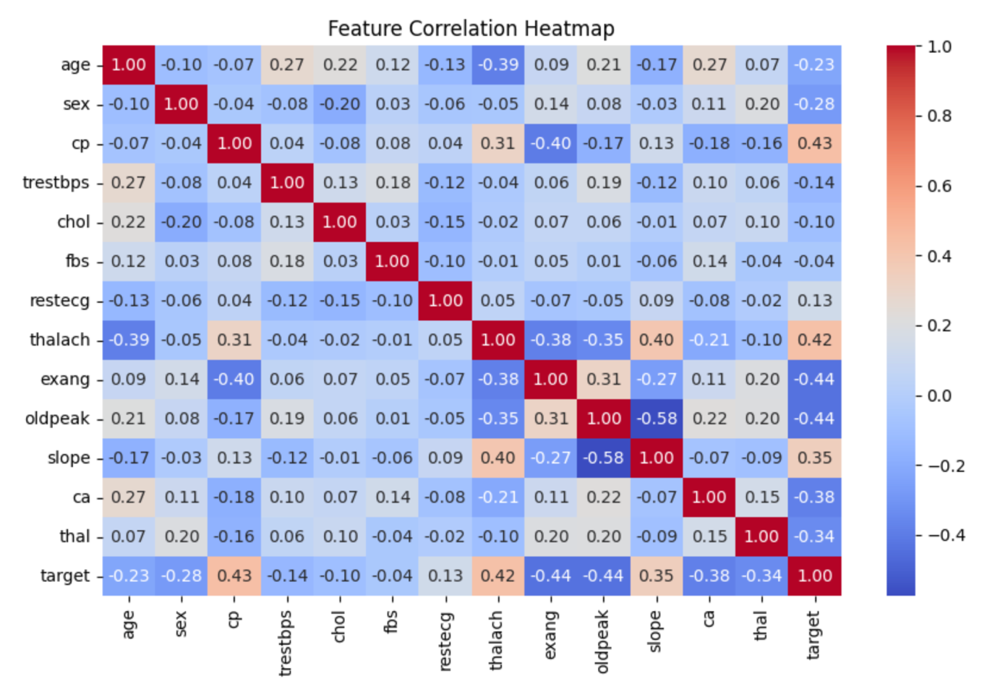 Feature Correlation Heatmap
age 1.00 -0.10 -0.07 0.27 0.22 0.12 -0.13 -0.39 0.09 0.21 -0.17 0.27 0.07 -0.23
sex -0.10 1.00 -0.04 -0.08 -0.20 0.03 -0.06 -0.05 0.14 0.08 -0.03 0.11 0.20 -0.28
cp -0.07 -0.04 1.00 0.04 -0.08 0.08 0.04 0.31 -0.40 -0.17 0.13 -0.18 -0.16 0.43
trestbps 0.27 -0.08 0.04 1.00 0.13 0.18 -0.12 -0.04 0.06 0.19 -0.12 0.10 0.06 -0.14
chol 0.22 -0.20 -0.08 0.13 1.00 0.03 -0.15 -0.02 0.07 0.06 -0.01 0.07 0.10 -0.10
fbs 0.12 0.03 0.08 0.18 0.03 1.00 -0.10 -0.01 0.05 0.01 -0.06 0.14 -0.04 -0.04
restecg -0.13 -0.06 0.04 -0.12 -0.15 -0.10 1.00 0.05 -0.07 -0.05 0.09 -0.08 -0.02 0.13
thalach -0.39 -0.05 0.31 -0.04 -0.02 -0.01 0.05 1.00 -0.38 -0.35 0.40 -0.21 -0.10 0.42
exang 0.09 0.14 -0.40 0.06 0.07 0.05 -0.07 -0.38 1.00 0.31 -0.27 0.11 0.20 -0.44
oldpeak 0.21 0.08 -0.17 0.19 0.06 0.01 -0.05 -0.35 0.31 1.00 -0.58 0.22 0.20 -0.44
slope -0.17 -0.03 0.13 -0.12 -0.01 -0.06 0.09 0.40 -0.27 -0.58 1.00 -0.07 -0.09 0.35
ca 0.27 0.11 -0.18 0.10 0.07 0.14 -0.08 -0.21 0.11 0.22 -0.07 1.00 0.15 -0.38
thal 0.07 0.20 -0.16 0.06 0.10 -0.04 -0.02 -0.10 0.20 0.20 -0.09 0.15 1.00 -0.34
target -0.23 -0.28 0.43 -0.14 -0.10 -0.04 0.13 0.42 -0.44 -0.44 0.35 -0.38 -0.34 1.00
age sex cp trestbps chol fbs restecg thalach exang oldpeak slope ca thal target
1.0
0.8
0.6
0.4
0.2
0.0
−0.2
−0.4